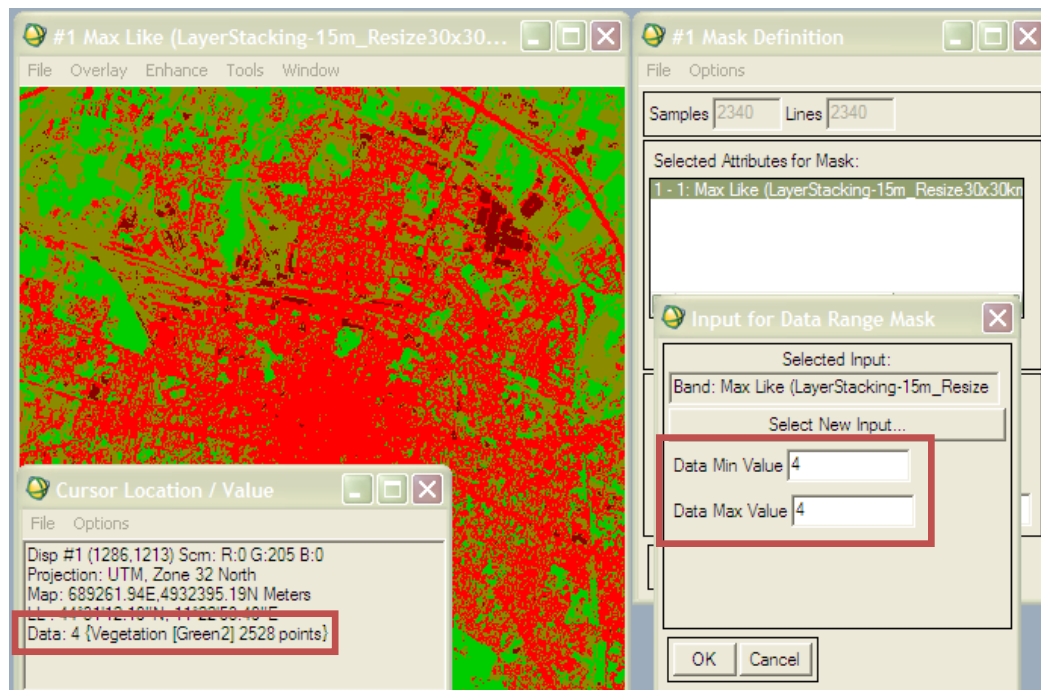 #1 Max Like (LayerStacking-15m_Resize30x30...
File Overlay Enhance Tools Window
Cursor Location / Value
File Options
Disp #1 (1286,1213) Scrn: R:0 G:205 B:0
Projection: UTM, Zone 32 North
Map: 689261.94E,4932395.19N Meters
Data: 4 {Vegetation [Green2] 2528 points}
#1 Mask Definition
File Options
Samples 2340 Lines 2340
Selected Attributes for Mask:
1 - 1: Max Like (LayerStacking-15m_Resize30x30km
Input for Data Range Mask
Selected Input:
Band: Max Like (LayerStacking-15m_Resize
Select New Input...
Data Min Value 4
Data Max Value 4
OK Cancel